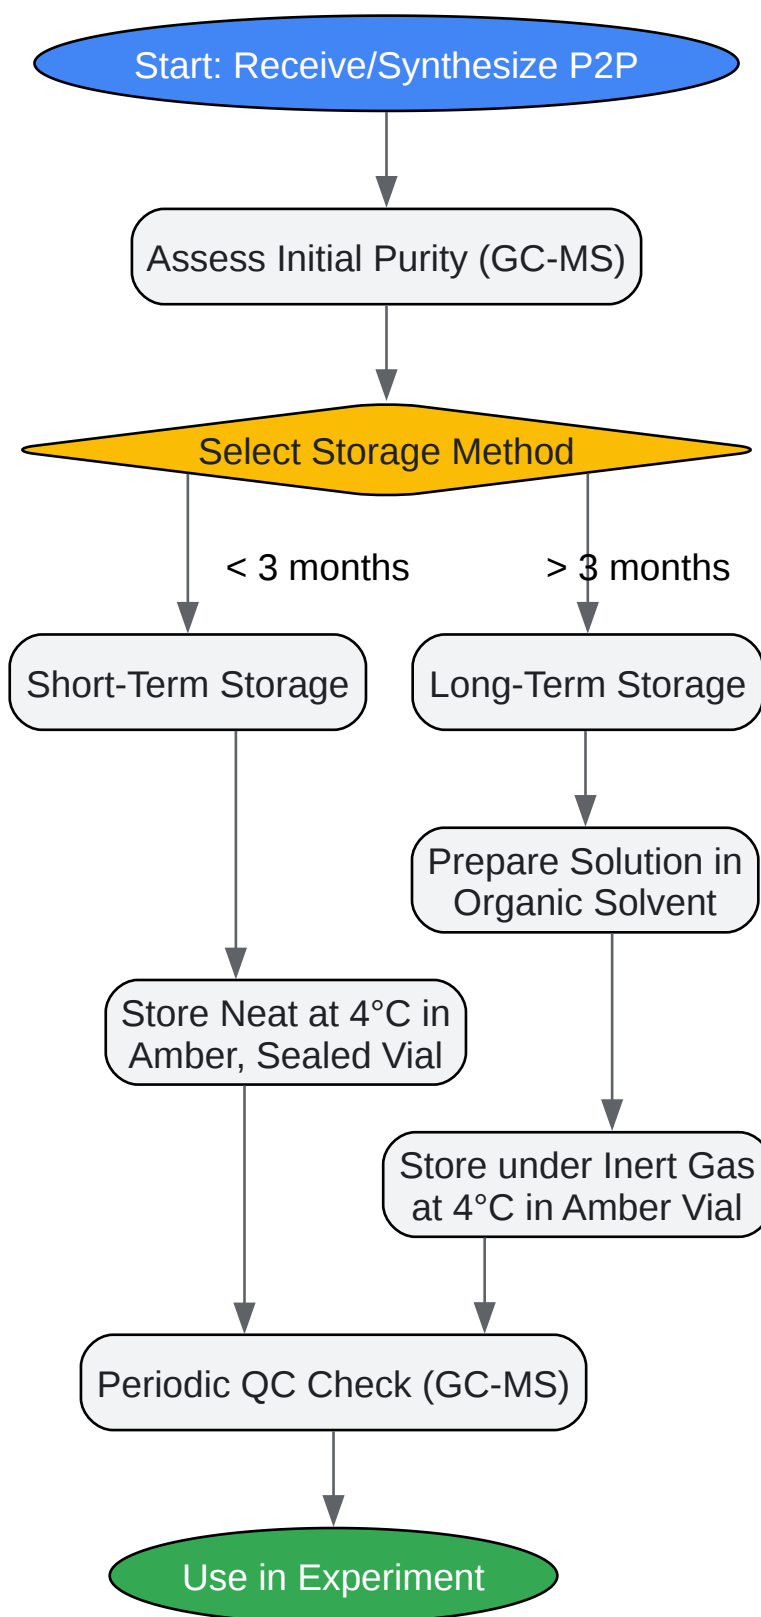 Start: Receive/Synthesize P2P
Assess Initial Purity (GC-MS)
Select Storage Method
< 3 months
> 3 months
Short-Term Storage
Long-Term Storage
Prepare Solution in
Organic Solvent
Store Neat at 4°C in
Amber, Sealed Vial
Store under Inert Gas
at 4°C in Amber Vial
Periodic QC Check (GC-MS)
Use in Experiment